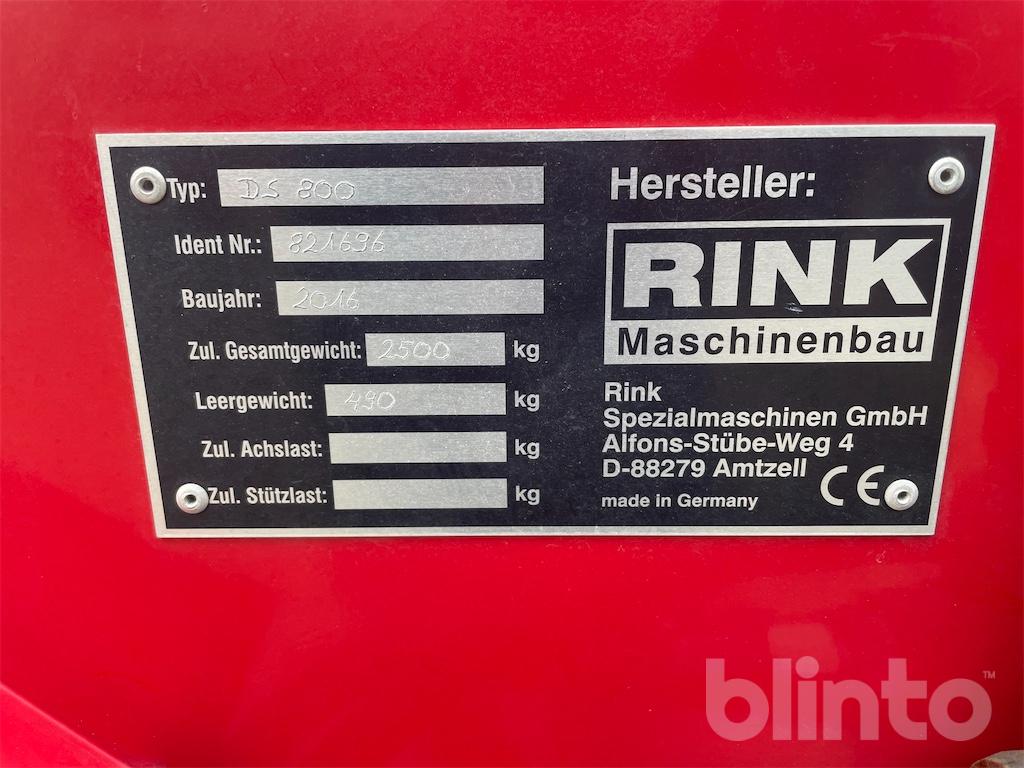 Typ: DS 800
Ident Nr.: 821696
Baujahr: 2016
Zul. Gesamtgewicht: 2500 kg
Leergewicht: 490 kg
Zul. Achslast: kg
Zul. Stützlast: kg
Hersteller:
RINK
Maschinenbau
Rink
Spezialmaschinen GmbH
Alfons-Stübe-Weg 4
D-88279 Amtzell
made in Germany CE
blinto™